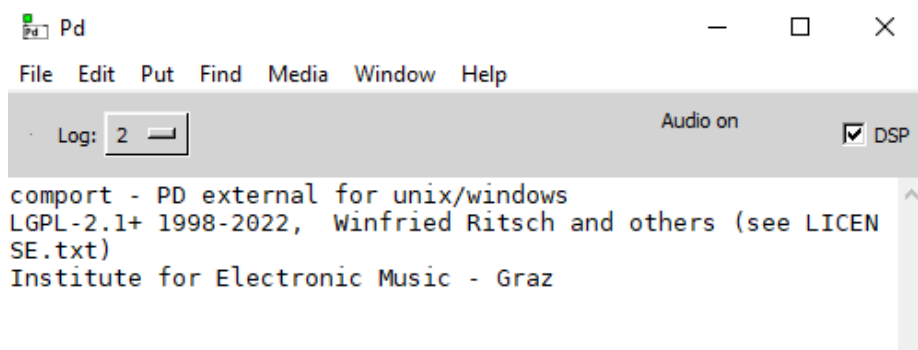 Pd
File Edit Put Find Media Window Help
Log: 2 Audio on DSP
comport - PD external for unix/windows
LGPL-2.1+ 1998-2022,  Winfried Ritsch and others (see LICEN
SE.txt)
Institute for Electronic Music - Graz